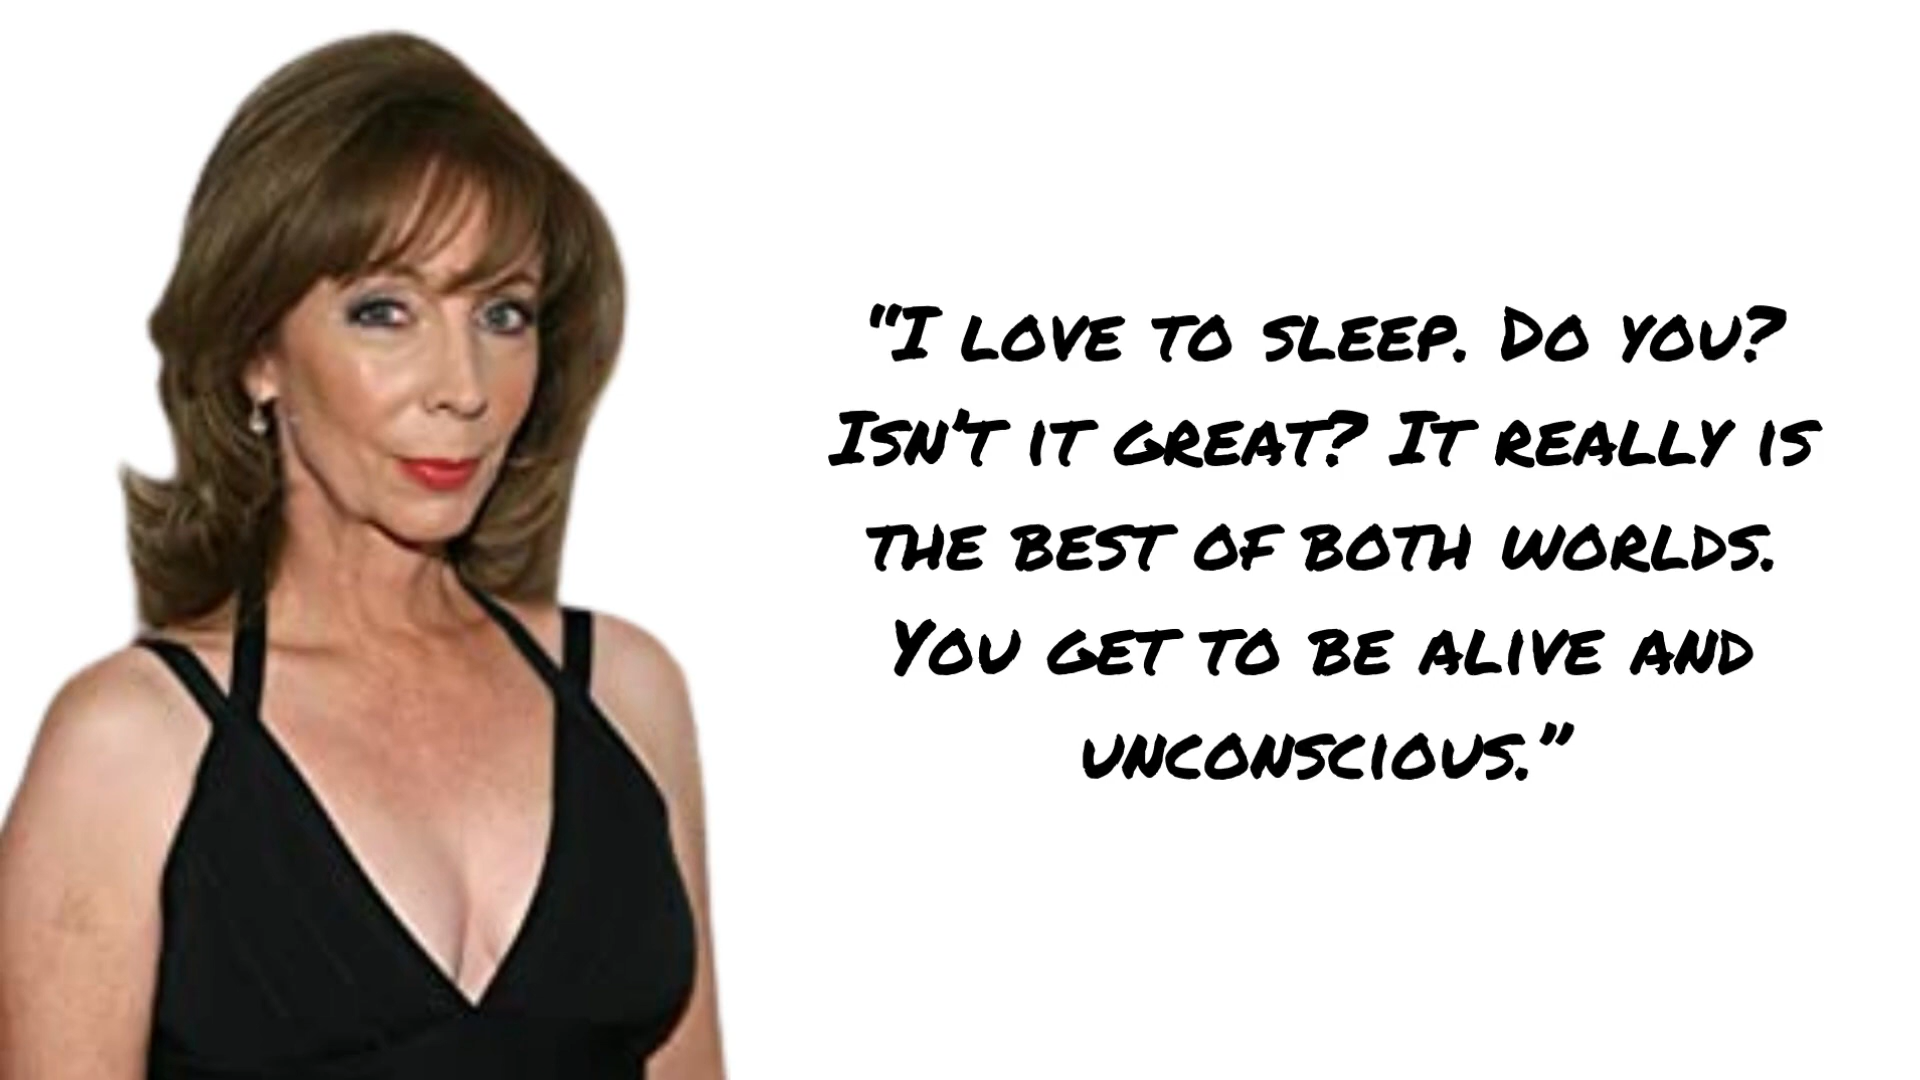 “I love to sleep. Do you?
Isn't it great? It really is
the best of both worlds.
You get to be alive and
unconscious.”